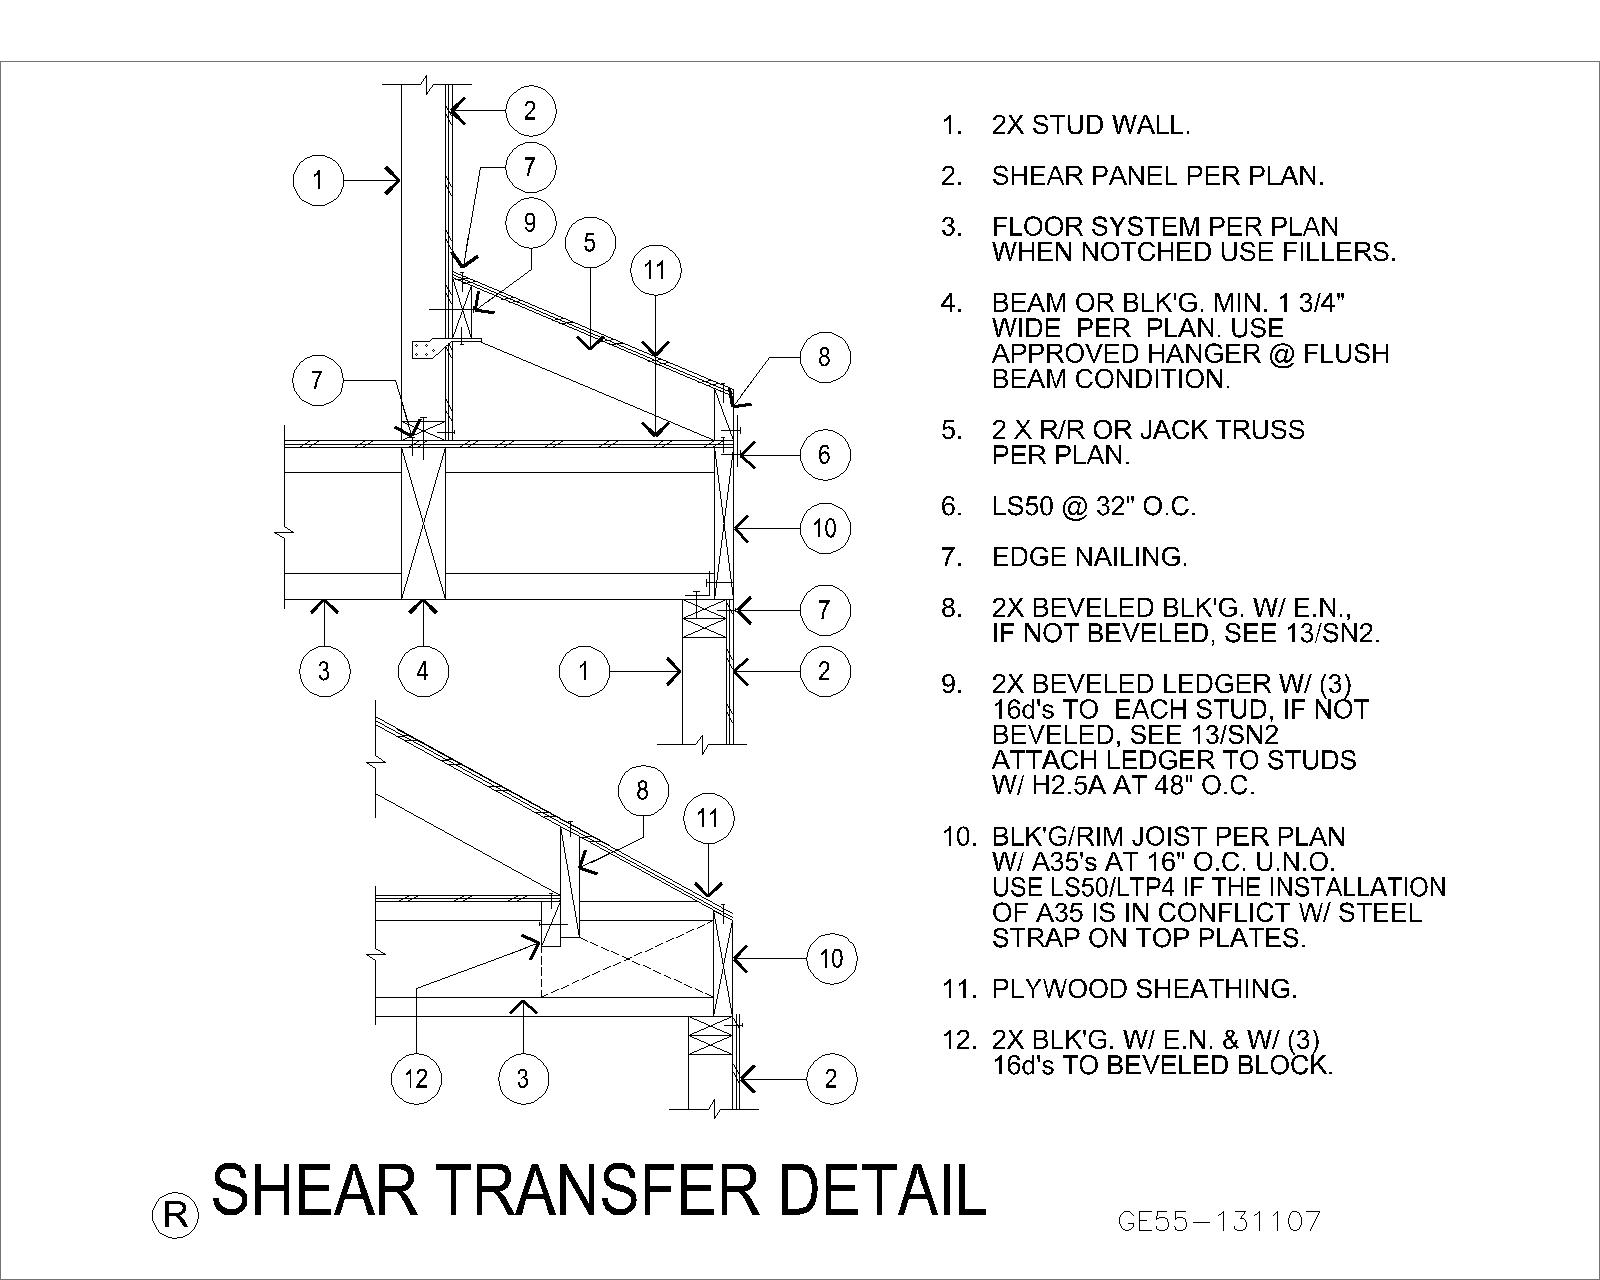 2
7
1
9
5
11
8
7
6
10
7
3
4
1
2
8
11
10
12
3
2
1. 2X STUD WALL.
2. SHEAR PANEL PER PLAN.
3. FLOOR SYSTEM PER PLAN
WHEN NOTCHED USE FILLERS.
4. BEAM OR BLK'G. MIN. 1 3/4"
WIDE PER PLAN. USE
APPROVED HANGER @ FLUSH
BEAM CONDITION.
5. 2 X R/R OR JACK TRUSS
PER PLAN.
6. LS50 @ 32" O.C.
7. EDGE NAILING.
8. 2X BEVELED BLK'G. W/ E.N.,
IF NOT BEVELED, SEE 13/SN2.
9. 2X BEVELED LEDGER W/ (3)
16d's TO EACH STUD, IF NOT
BEVELED, SEE 13/SN2
ATTACH LEDGER TO STUDS
W/ H2.5A AT 48" O.C.
10. BLK'G/RIM JOIST PER PLAN
W/ A35's AT 16" O.C. U.N.O.
USE LS50/LTP4 IF THE INSTALLATION
OF A35 IS IN CONFLICT W/ STEEL
STRAP ON TOP PLATES.
11. PLYWOOD SHEATHING.
12. 2X BLK'G. W/ E.N. & W/ (3)
16d's TO BEVELED BLOCK.
R SHEAR TRANSFER DETAIL
GE55-131107